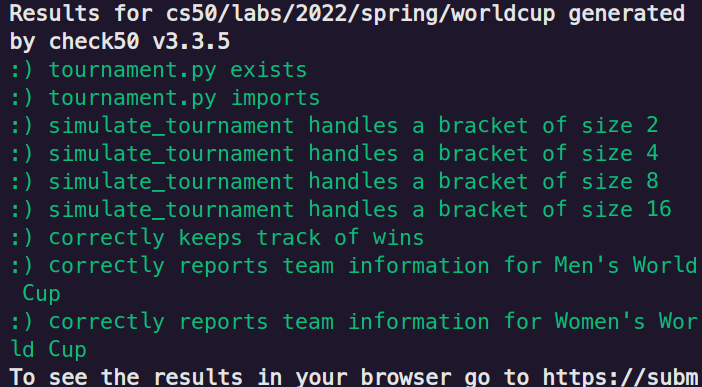 Results for cs50/labs/2022/spring/worldcup generated
by check50 v3.3.5
:) tournament.py exists
:) tournament.py imports
:) simulate_tournament handles a bracket of size 2
:) simulate_tournament handles a bracket of size 4
:) simulate_tournament handles a bracket of size 8
:) simulate_tournament handles a bracket of size 16
:) correctly keeps track of wins
:) correctly reports team information for Men's World
 Cup
:) correctly reports team information for Women's Wor
ld Cup
To see the results in your browser go to https://subm